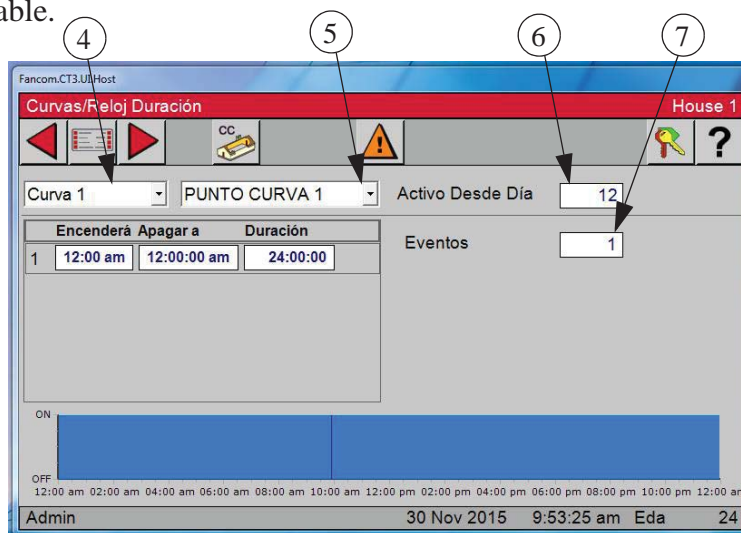 able.
4 5 6 7
Fancom.CT3.UI.Host
Curvas/Reloj Duración House 1
CC
?
Curva 1 PUNTO CURVA 1 Activo Desde Día 12
Encenderá Apagar a Duración
Eventos 1
1 12:00 am 12:00:00 am 24:00:00
ON
OFF
12:00 am 02:00 am 04:00 am 06:00 am 08:00 am 10:00 am 12:00 pm 02:00 pm 04:00 pm 06:00 pm 08:00 pm 10:00 pm 12:00 am
Admin 30 Nov 2015 9:53:25 am Eda 24